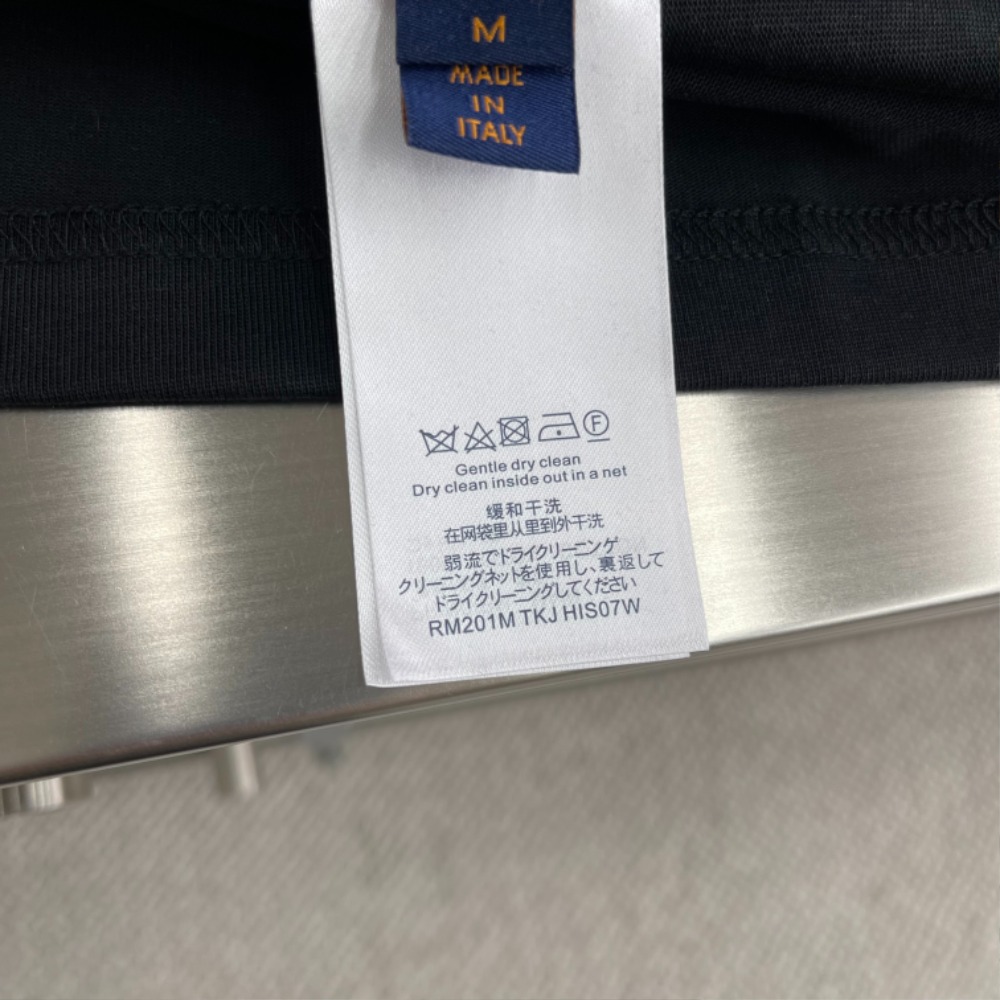 M
MADE
IN
ITALY
F
Gentle dry clean
Dry clean inside out in a net
缓和干洗
在网袋里从里到外干洗
弱流でドライクリーニング
クリーニングネットを使用し、裏返して
ドライクリーニングしてください
RM201M TKJ HIS07W